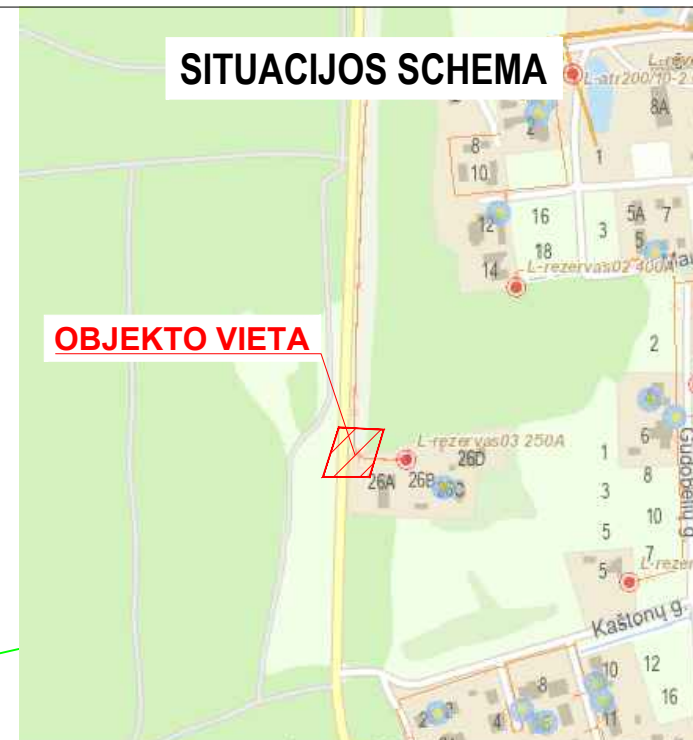 SITUACIJOS SCHEMA
L-atr200/10-2.
8A
2
8
10
1
12
16
3
5A
7
5
18
14
L-rezervas02 400A
OBJEKTO VIETA
2
4
L-rezervas03 250A
26D
6
26A
26B
26C
1
8
3
10
5
7
5
L-rezer
Gudobelių g.
Kaštonų g.
10
12
8
16
2
4
11